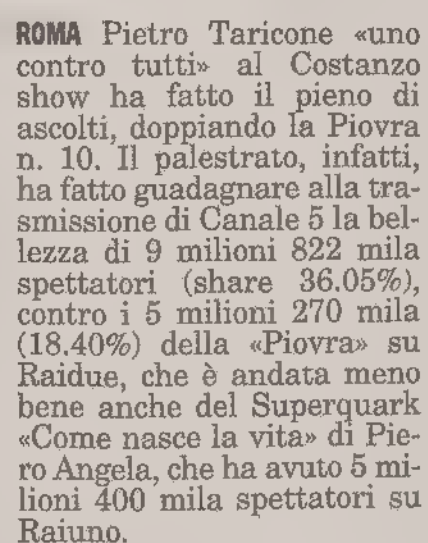 ROMA Pietro Taricone «uno
contro tutti» al Costanzo
show ha fatto il pieno di
ascolti, doppiando la Piovra
n. 10. Il palestrato, infatti,
ha fatto guadagnare alla tra-
smissione di Canale 5 la bel-
lezza di 9 milioni 822 mila
spettatori (share 36.05%),
contro i 5 milioni 270 mila
(18.40%) della «Piovra» su
Raidue, che è andata meno
bene anche del Superquark
«Come nasce la vita» di Pie-
ro Angela, che ha avuto 5 mi-
lioni 400 mila spettatori su
Raiuno.